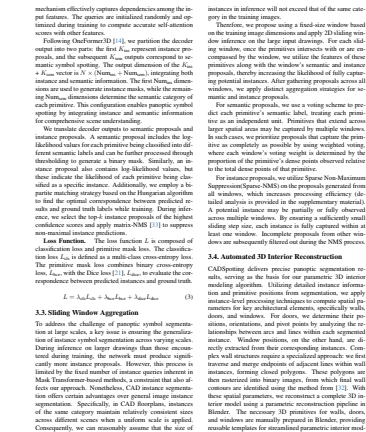 mechanism effectively captures dependencies among the in-
put features. The queries are initialized randomly and op-
timized during training to compute accurate self-attention
scores with other features.
Following OneFormer3D [14], we partition the decoder
output into two parts: the first K_ins represent instance pro-
posals, and the subsequent K_sem outputs correspond to se-
mantic symbol spotting. The output dimension of the K_ins
+ K_sem vector is N × (Num_ins + Num_sem), integrating both
instance and semantic information. The first Num_ins dimen-
sions are used to generate instance masks, while the remain-
ing Num_sem dimensions determine the semantic category of
each primitive. This configuration enables panoptic symbol
spotting by integrating instance and semantic information
for comprehensive scene understanding.
We translate decoder outputs to semantic proposals and
instance proposals. A semantic proposal includes the log-
likelihood values for each primitive being classified into dif-
ferent semantic labels and can be further processed through
thresholding to generate a binary mask. Similarly, an in-
stance proposal also contains log-likelihood values, but
these indicate the likelihood of each primitive being clas-
sified as a specific instance. Additionally, we employ a bi-
partite matching strategy based on the Hungarian algorithm
to find the optimal correspondence between predicted re-
sults and ground truth labels while training. During infer-
ence, we select the top-k instance proposals of the highest
confidence scores and apply matrix-NMS [33] to suppress
non-maximal instance predictions.
Loss Function. The loss function L is composed of
classification loss and primitive mask loss. The classifica-
tion loss L_cls is defined as a multi-class cross-entropy loss.
The primitive mask loss combines binary cross-entropy
loss, L_bce, with the Dice loss [21], L_dice, to evaluate the cor-
respondence between predicted instances and ground truth.
L = λ_cls L_cls + λ_bce L_bce + λ_dice L_dice (3)
3.3. Sliding Window Aggregation
To address the challenge of panoptic symbol segmenta-
tion at large scales, a key issue is ensuring the generaliza-
tion of instance symbol segmentation across varying scales.
During inference on larger drawings than those encoun-
tered during training, the network must produce signifi-
cantly more instance proposals. However, this process is
limited by the fixed number of instance queries inherent in
Mask Transformer-based methods, a constraint that also af-
fects our approach. Nonetheless, CAD instance segmenta-
tion offers certain advantages over general image instance
segmentation. Specifically, in CAD floorplans, instances
of the same category maintain relatively consistent sizes
across different scenes when a uniform scale is applied.
Consequently, we can reasonably assume that the size of
instances in inference will not exceed that of the same cate-
gory in the training images.
Therefore, we propose using a fixed-size window based
on the training image dimensions and apply 2D sliding win-
dow inference on the large input drawings. For each slid-
ing window, once the primitives intersects with or are en-
compassed by the window, we utilize the features of these
primitives along with the window's semantic and instance
proposals, thereby increasing the likelihood of fully captur-
ing potential instances. After gathering proposals across all
windows, we apply distinct segmentation strategies for se-
mantic and instance proposals.
For semantic proposals, we use a voting scheme to pre-
dict each primitive's semantic label, treating each primi-
tive as an independent unit. Primitives that extend across
larger spatial areas may be captured by multiple windows.
In such cases, we prioritize proposals that capture the prim-
itive as completely as possible by using weighted voting,
where each window's voting weight is determined by the
proportion of the primitive's dense points observed relative
to the total dense points of that primitive.
For instance proposals, we utilize Sparse Non-Maximum
Suppression(Sparse-NMS) on the proposals generated from
all windows, which increases processing efficiency (de-
tailed analysis is provided in the supplementary material).
A potential instance may be partially or fully observed
across multiple windows. By ensuring a sufficiently small
sliding step size, each instance is fully captured within at
least one window. Incomplete proposals from other win-
dows are subsequently filtered out during the NMS process.
3.4. Automated 3D Interior Reconstruction
CADSpotting delivers precise panoptic segmentation re-
sults, serving as the basis for our parametric 3D interior
modeling algorithm. Utilizing detailed instance informa-
tion and primitive positions from segmentation, we apply
instance-level processing techniques to compute spatial pa-
rameters for key architectural elements, specifically walls,
doors, and windows. For doors, we determine their po-
sitions, orientations, and pivot points by analyzing the re-
lationships between arcs and lines within each segmented
instance. Window positions, on the other hand, are di-
rectly extracted from their corresponding instances. Com-
plex wall structures require a specialized approach: we first
traverse and merge endpoints of adjacent lines within wall
instances, forming closed polygons. These polygons are
then rasterized into binary images, from which final wall
contours are identified using the method from [32]. With
these spatial parameters, we reconstruct a complete 3D in-
terior model using a parametric reconstruction pipeline in
Blender. The necessary 3D primitives for walls, doors,
and windows are manually prepared in Blender, providing
reusable templates for streamlined parametric interior mod-